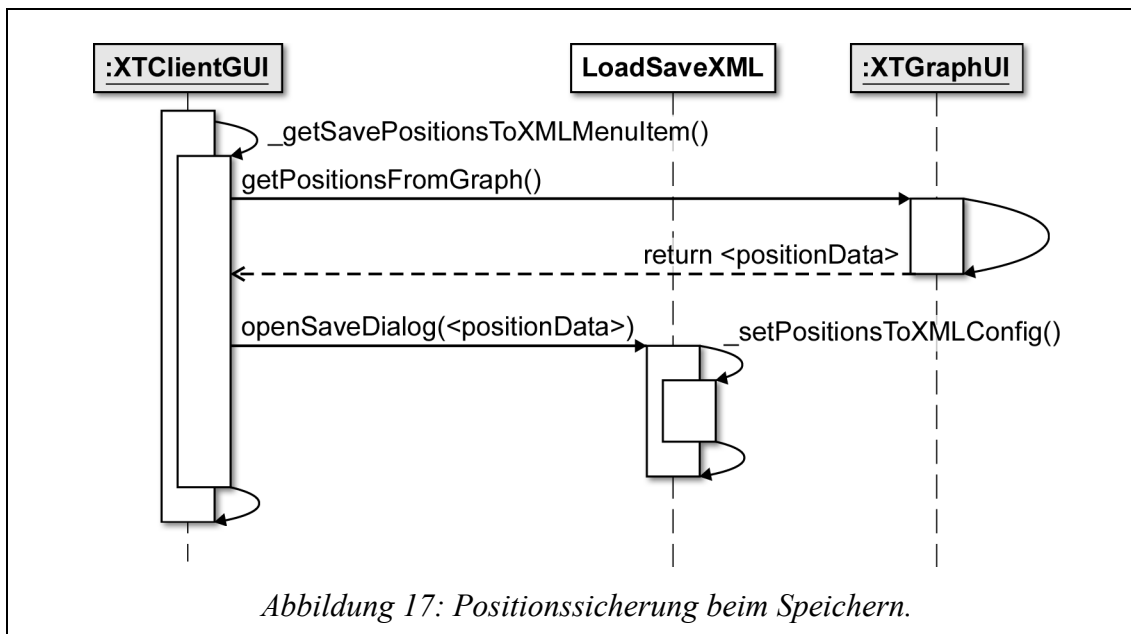 :XTClientGUI
LoadSaveXML
:XTGraphUI
_getSavePositionsToXMLMenuItem()
getPositionsFromGraph()
return <positionData>
openSaveDialog(<positionData>)
_setPositionsToXMLConfig()
Abbildung 17: Positionssicherung beim Speichern.